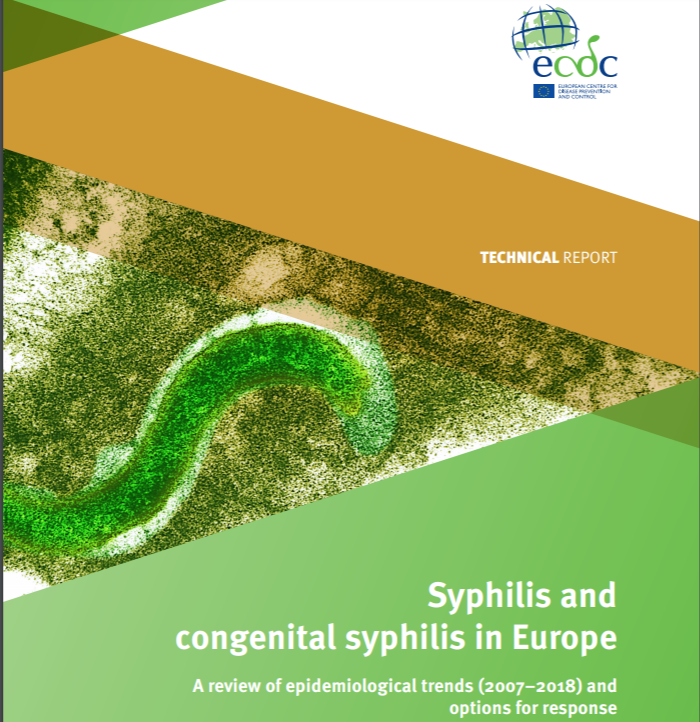 ecdc
EUROPEAN CENTRE FOR
DISEASE PREVENTION
AND CONTROL
TECHNICAL REPORT
Syphilis and
congenital syphilis in Europe
A review of epidemiological trends (2007–2018) and
options for response